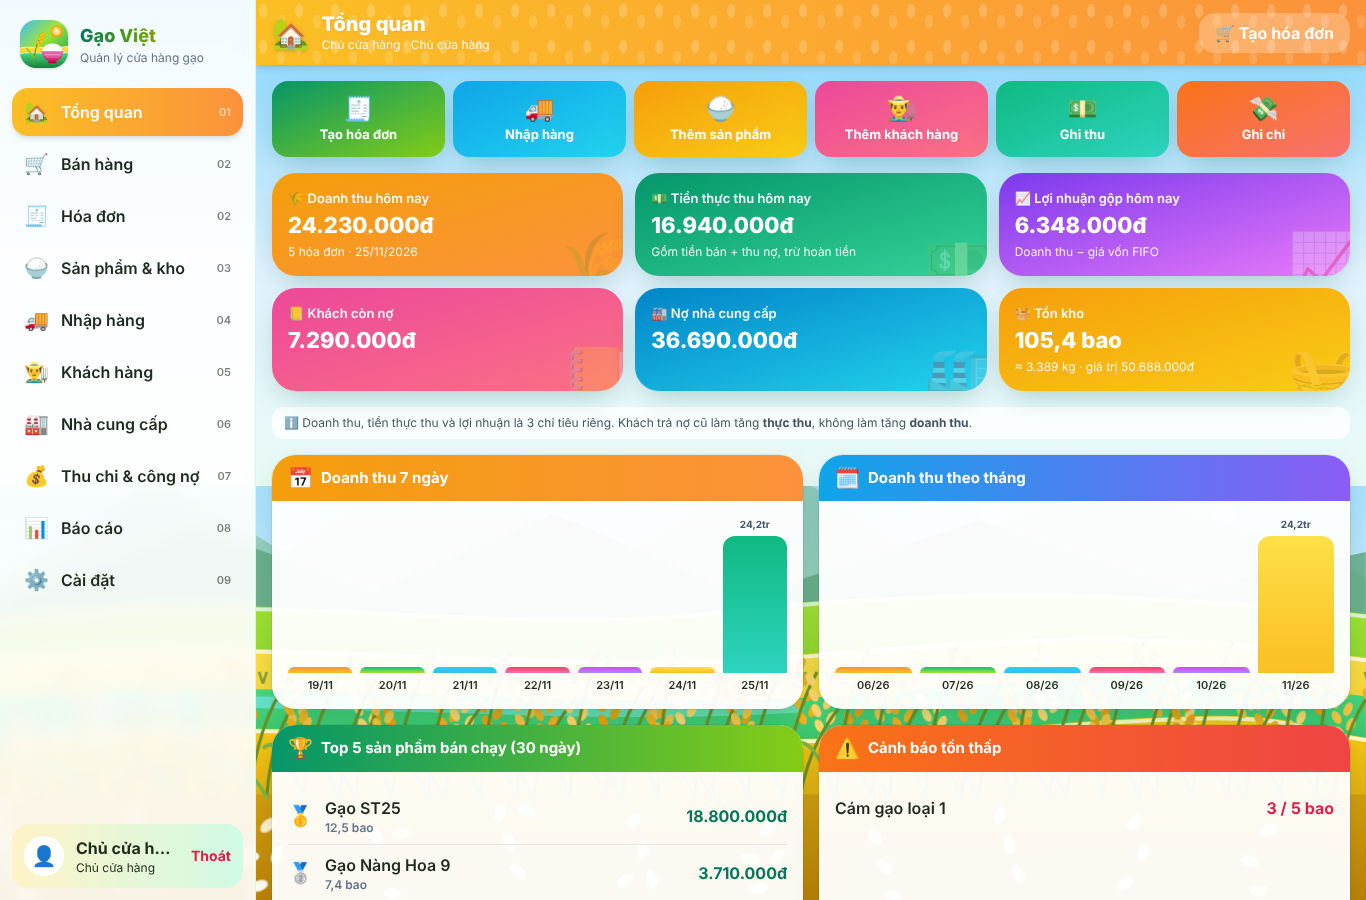 Gạo Việt
Quản lý cửa hàng gạo
Tổng quan 01
Bán hàng 02
Hóa đơn 02
Sản phẩm & kho 03
Nhập hàng 04
Khách hàng 05
Nhà cung cấp 06
Thu chi & công nợ 07
Báo cáo 08
Cài đặt 09
Chủ cửa h...
Chủ cửa hàng
Thoát
Tổng quan
Chủ cửa hàng · Chủ cửa hàng
Tạo hóa đơn
Tạo hóa đơn
Nhập hàng
Thêm sản phẩm
Thêm khách hàng
Ghi thu
Ghi chi
Doanh thu hôm nay
24.230.000đ
5 hóa đơn · 25/11/2026
Tiền thực thu hôm nay
16.940.000đ
Gồm tiền bán + thu nợ, trừ hoàn tiền
Lợi nhuận gộp hôm nay
6.348.000đ
Doanh thu − giá vốn FIFO
Khách còn nợ
7.290.000đ
Nợ nhà cung cấp
36.690.000đ
Tồn kho
105,4 bao
≈ 3.389 kg · giá trị 50.688.000đ
Doanh thu, tiền thực thu và lợi nhuận là 3 chỉ tiêu riêng. Khách trả nợ cũ làm tăng thực thu, không làm tăng doanh thu.
Doanh thu 7 ngày
24,2tr
19/11 20/11 21/11 22/11 23/11 24/11 25/11
Doanh thu theo tháng
24,2tr
06/26 07/26 08/26 09/26 10/26 11/26
Top 5 sản phẩm bán chạy (30 ngày)
Gạo ST25
12,5 bao
18.800.000đ
Gạo Nàng Hoa 9
7,4 bao
3.710.000đ
Cảnh báo tồn thấp
Cám gạo loại 1 3 / 5 bao